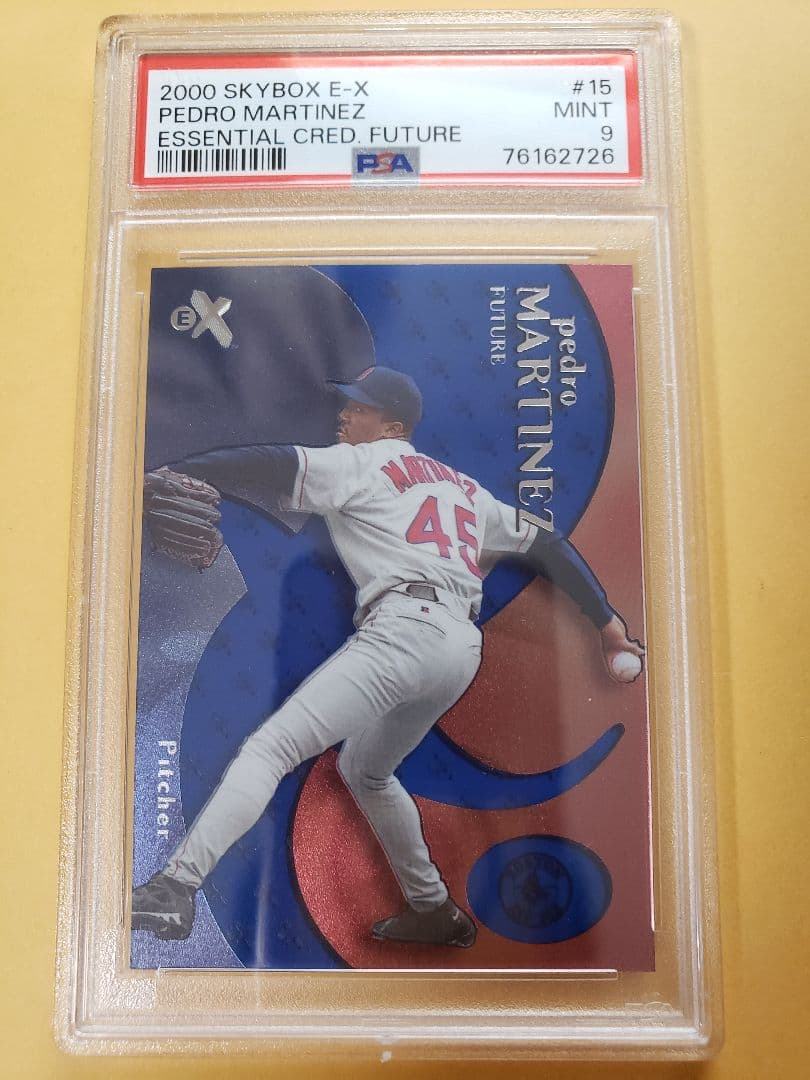 2000 SKYBOX E-X #15
PEDRO MARTINEZ MINT
ESSENTIAL CRED. FUTURE 9
PSA 76162726
EX
pedro
MARTINEZ
FUTURE
MARTINEZ
45
Pitcher